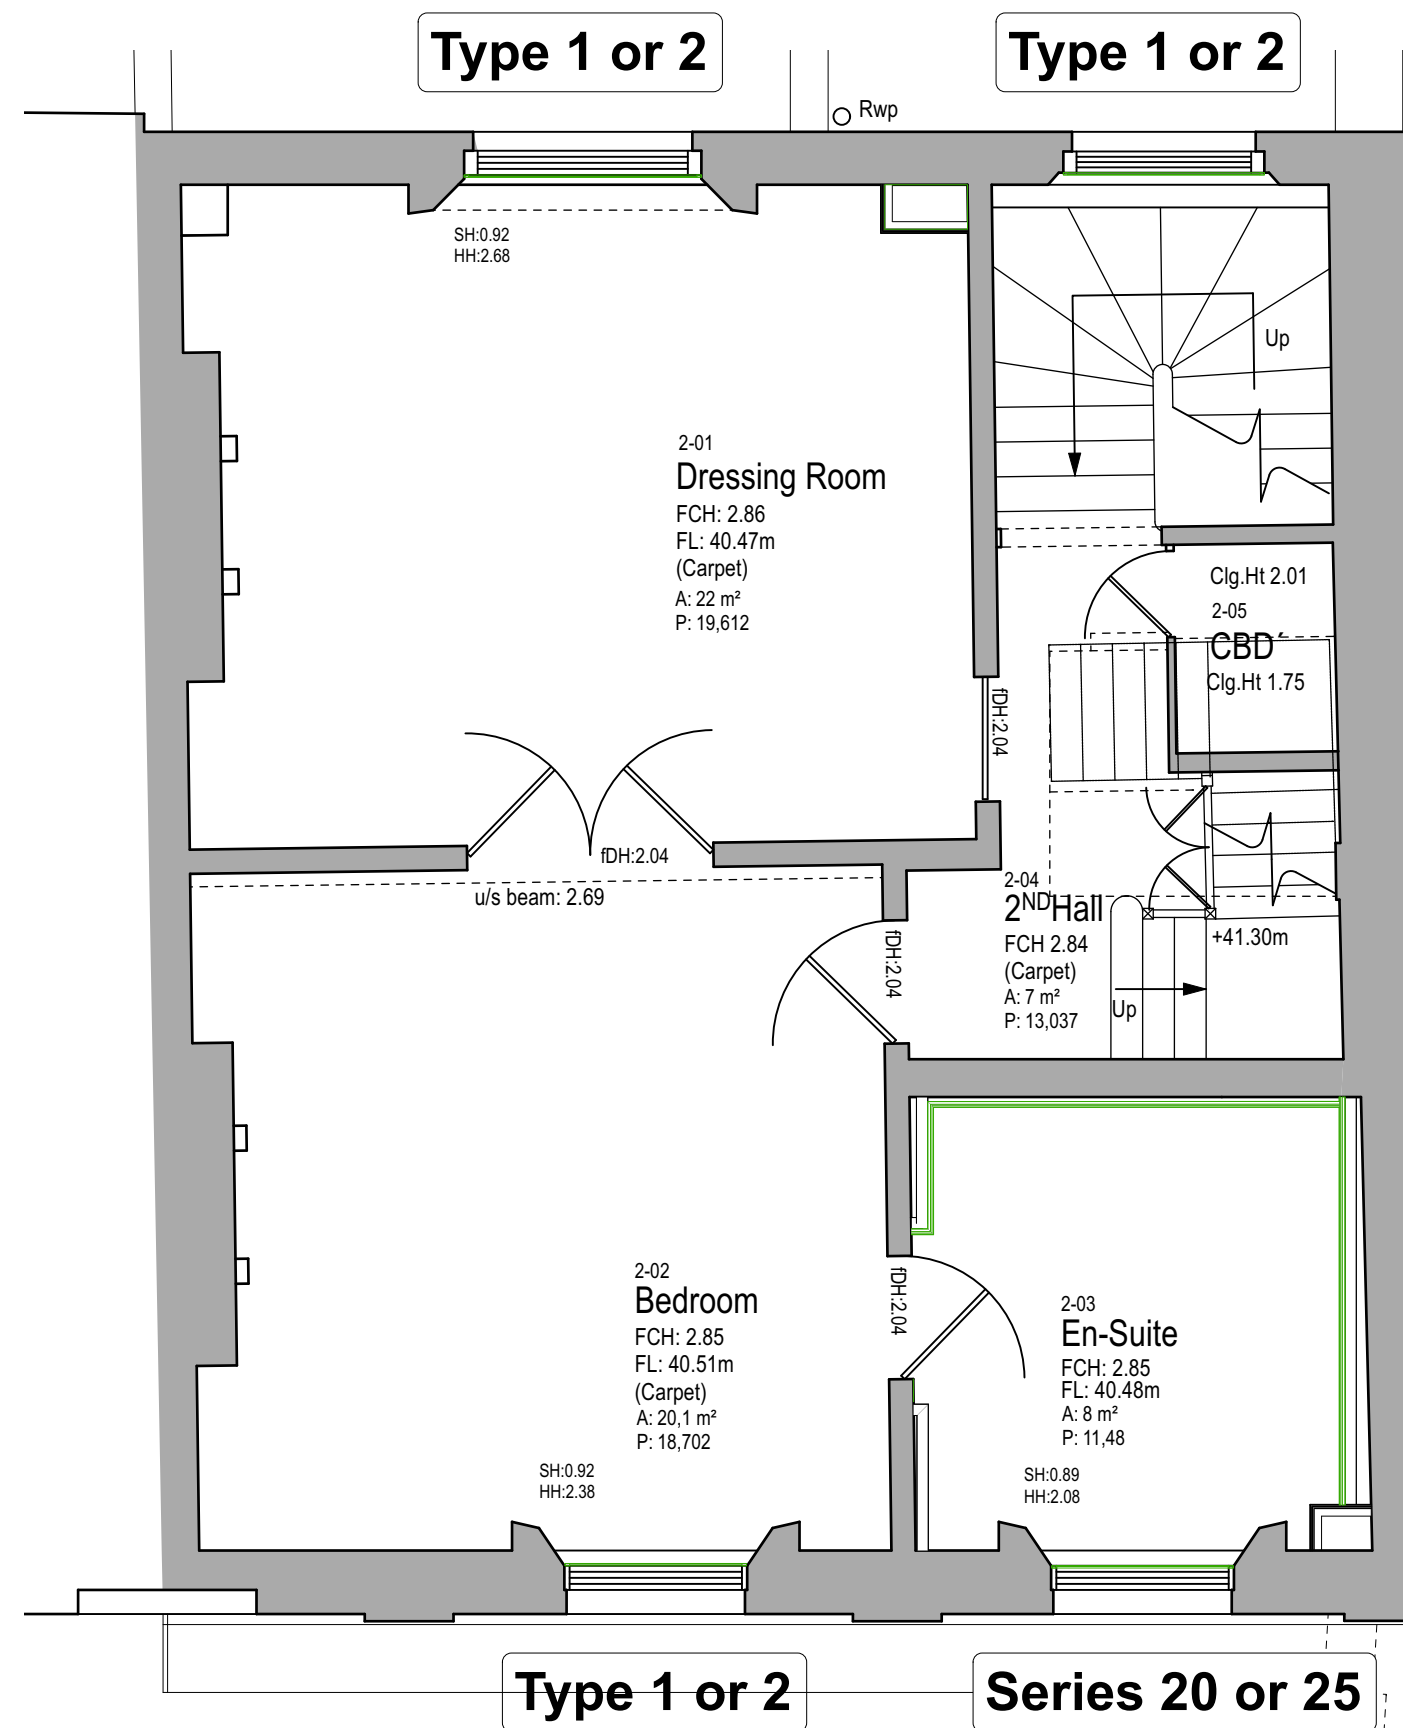 Type 1 or 2
Type 1 or 2
Rwp
SH:0.92
HH:2.68
Up
2-01
Dressing Room
FCH: 2.86
FL: 40.47m
(Carpet)
A: 22 m²
P: 19,612
Clg.Ht 2.01
2-05
CBD
Clg.Ht 1.75
fDH:2.04
fDH:2.04
u/s beam: 2.69
2-04
2ND Hall
FCH 2.84
(Carpet)
A: 7 m²
P: 13,037
+41.30m
Up
fDH:2.04
2-02
Bedroom
FCH: 2.85
FL: 40.51m
(Carpet)
A: 20,1 m²
P: 18,702
fDH:2.04
2-03
En-Suite
FCH: 2.85
FL: 40.48m
A: 8 m²
P: 11,48
SH:0.92
HH:2.38
SH:0.89
HH:2.08
Type 1 or 2
Series 20 or 25